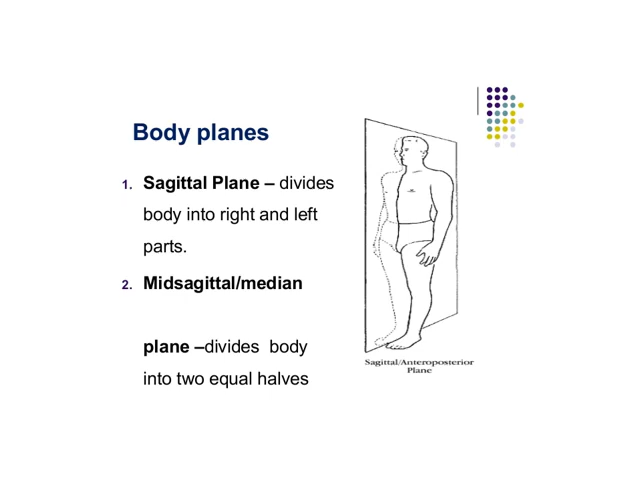 Body planes
1. Sagittal Plane – divides
body into right and left
parts.
2. Midsagittal/median
plane –divides  body
into two equal halves
Sagittal/Anteroposterior
Plane